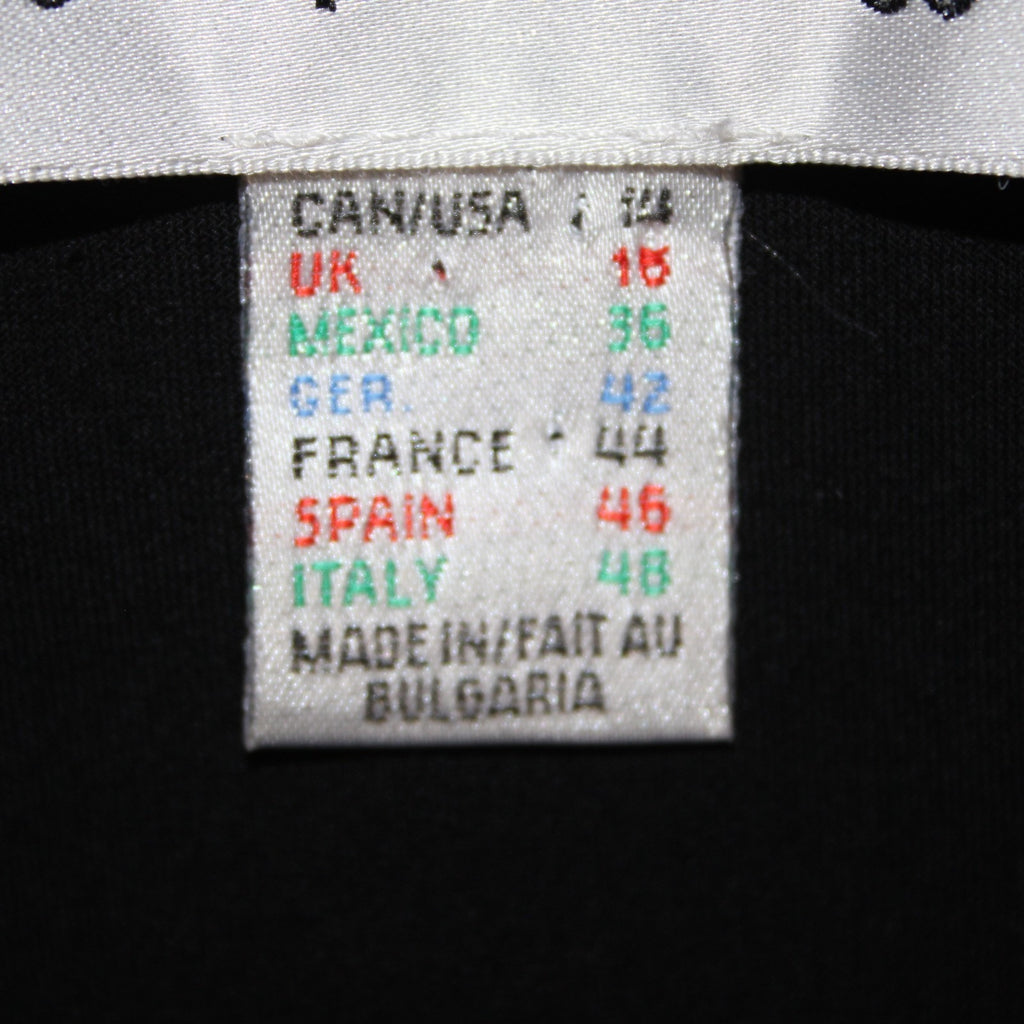 CAN/USA 14
UK 16
MEXICO 36
GER. 42
FRANCE 44
SPAIN 46
ITALY 48
MADE IN/FAIT AU
BULGARIA